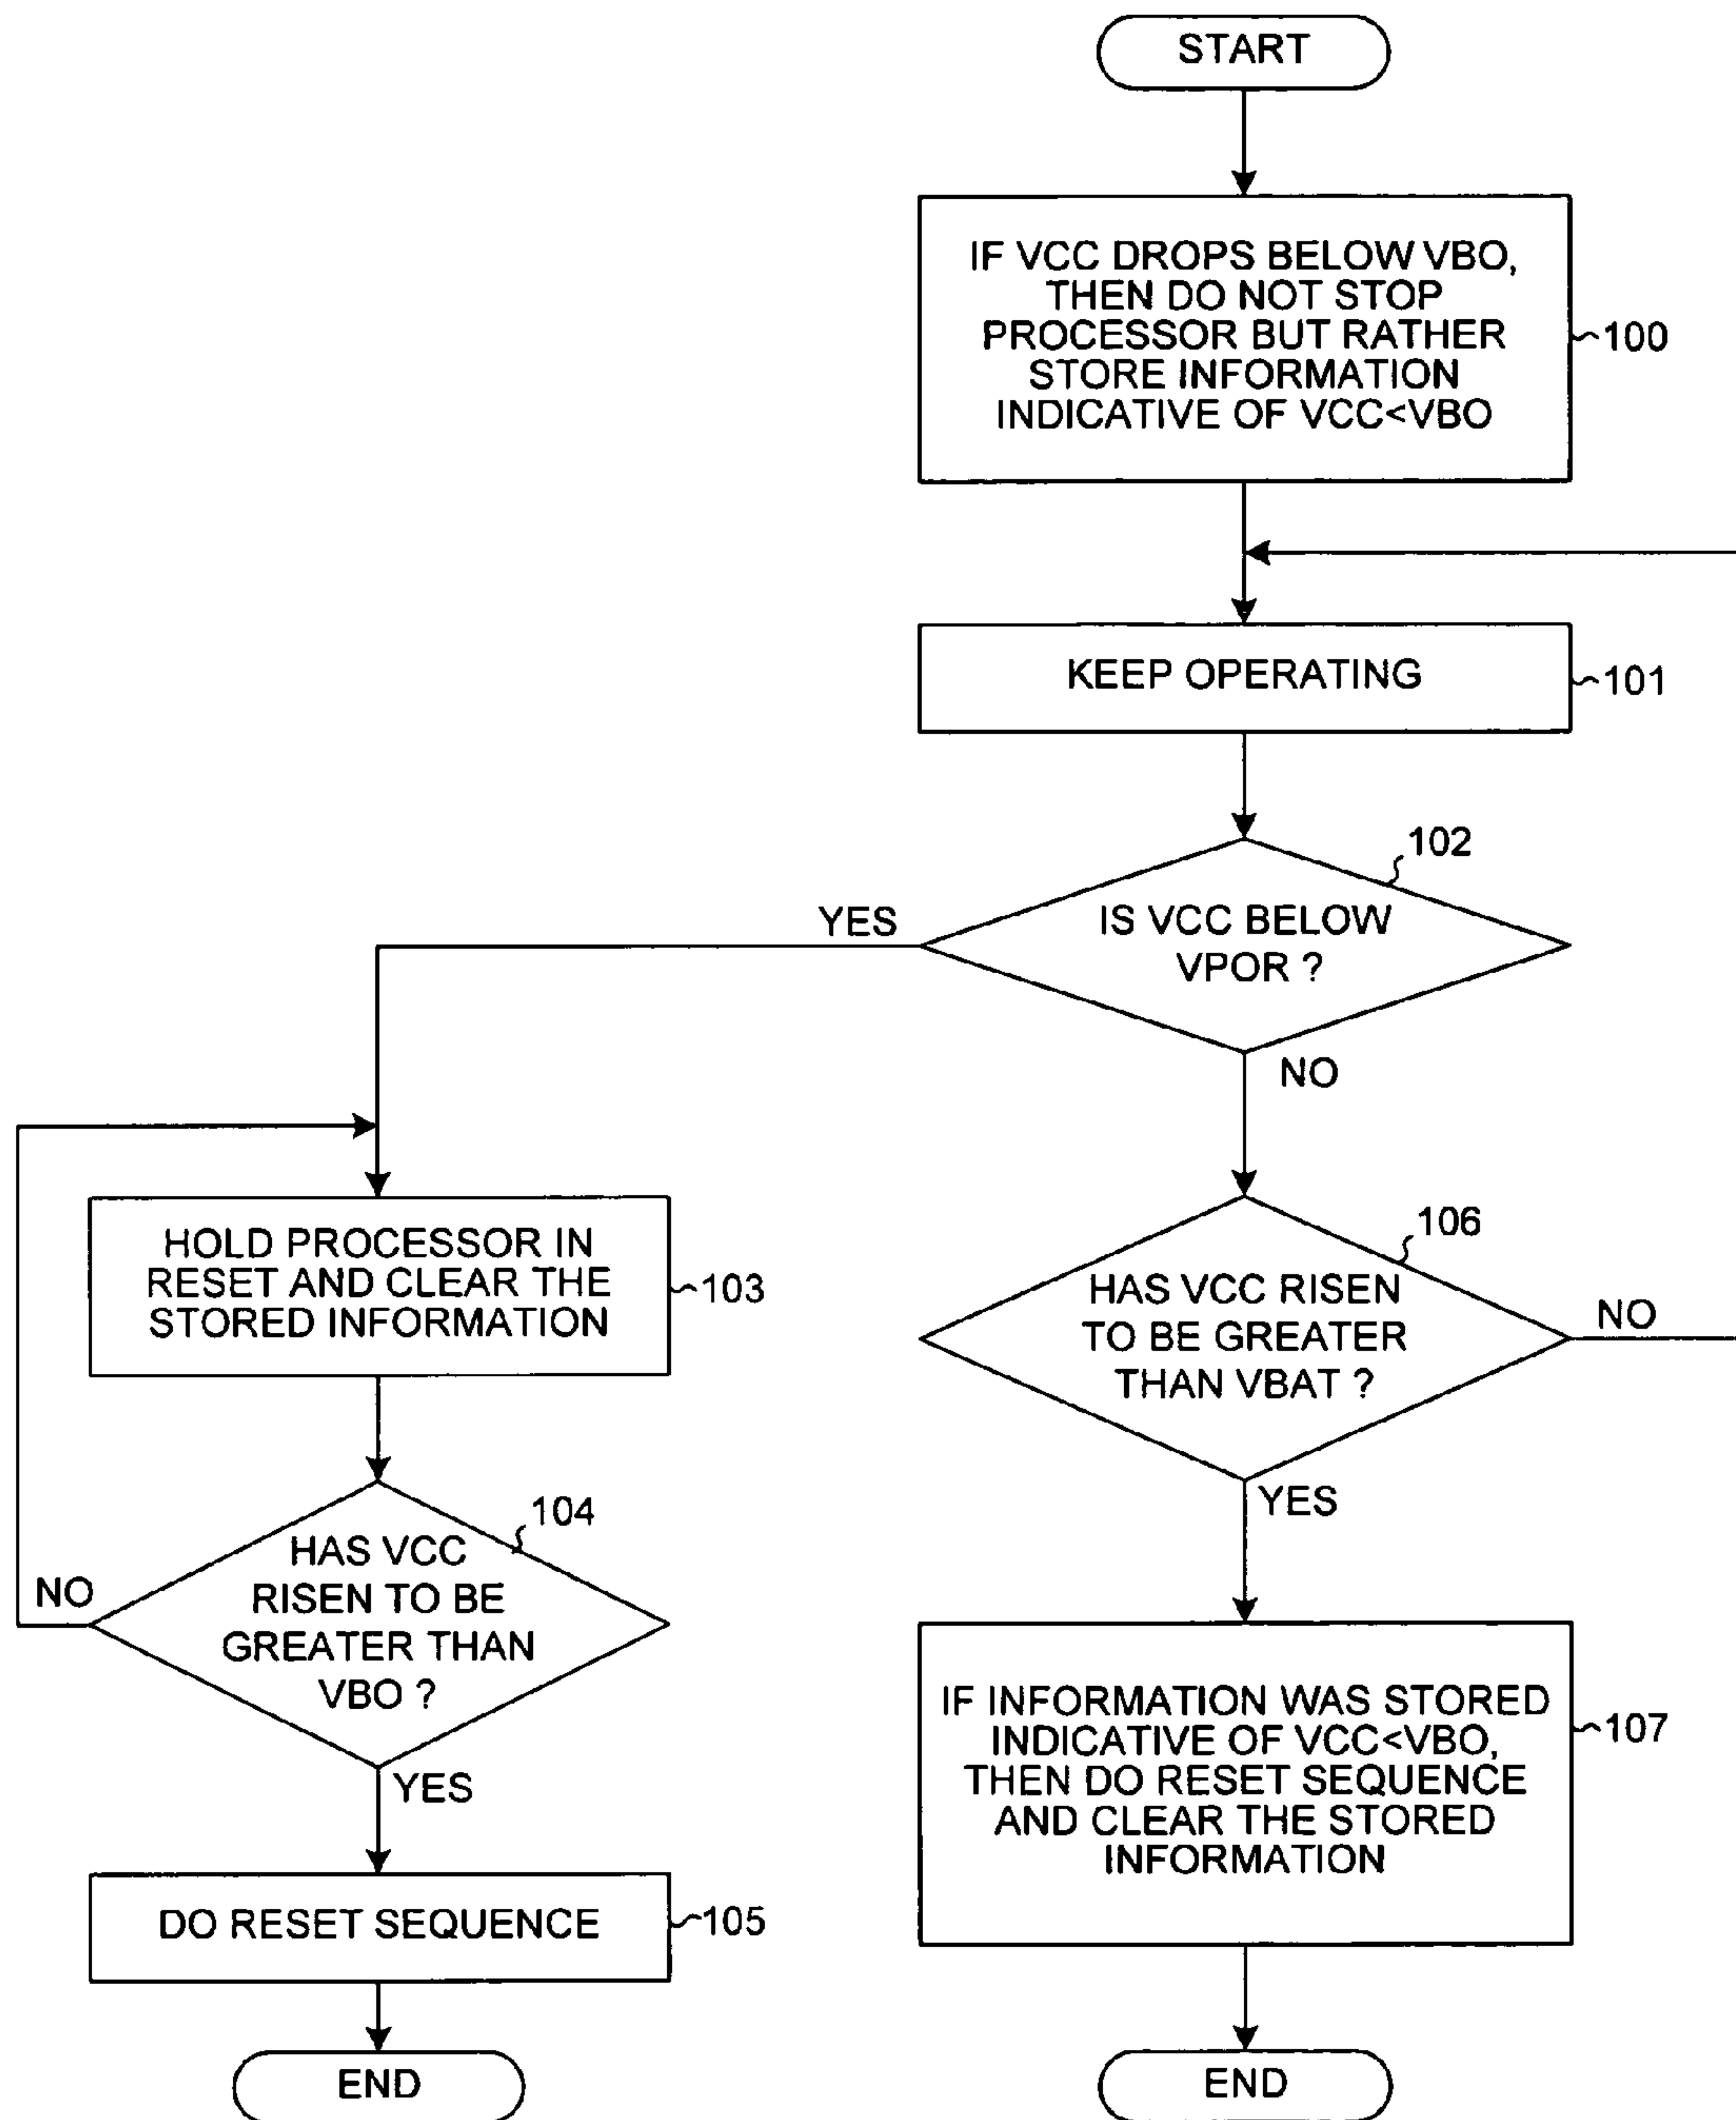 START
IF VCC DROPS BELOW VBO,
THEN DO NOT STOP
PROCESSOR BUT RATHER
STORE INFORMATION
INDICATIVE OF VCC<VBO
100
KEEP OPERATING
101
102
IS VCC BELOW
VPOR ?
YES
NO
HOLD PROCESSOR IN
RESET AND CLEAR THE
STORED INFORMATION
103
104
HAS VCC
RISEN TO BE
GREATER THAN
VBO ?
NO
YES
DO RESET SEQUENCE
105
END
106
HAS VCC RISEN
TO BE GREATER
THAN VBAT ?
NO
YES
IF INFORMATION WAS STORED
INDICATIVE OF VCC<VBO,
THEN DO RESET SEQUENCE
AND CLEAR THE STORED
INFORMATION
107
END